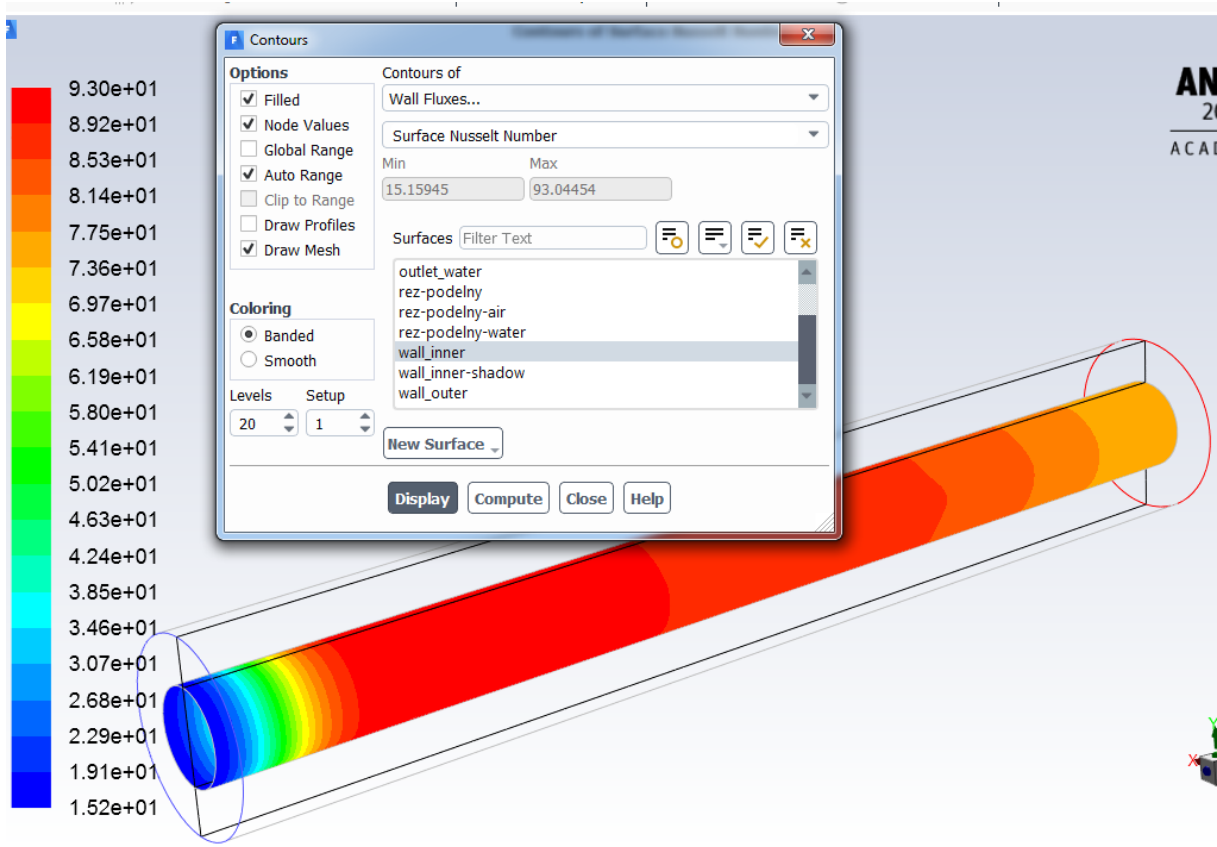 Contours
Options
Filled
Node Values
Global Range
Auto Range
Clip to Range
Draw Profiles
Draw Mesh
Coloring
Banded
Smooth
Levels Setup
20 1
Contours of
Wall Fluxes...
Surface Nusselt Number
Min Max
15.15945 93.04454
Surfaces Filter Text
outlet_water
rez-podelny
rez-podelny-air
rez-podelny-water
wall_inner
wall_inner-shadow
wall_outer
New Surface
Display Compute Close Help
9.30e+01
8.92e+01
8.53e+01
8.14e+01
7.75e+01
7.36e+01
6.97e+01
6.58e+01
6.19e+01
5.80e+01
5.41e+01
5.02e+01
4.63e+01
4.24e+01
3.85e+01
3.46e+01
3.07e+01
2.68e+01
2.29e+01
1.91e+01
1.52e+01
AN
20
ACAD
Y
X